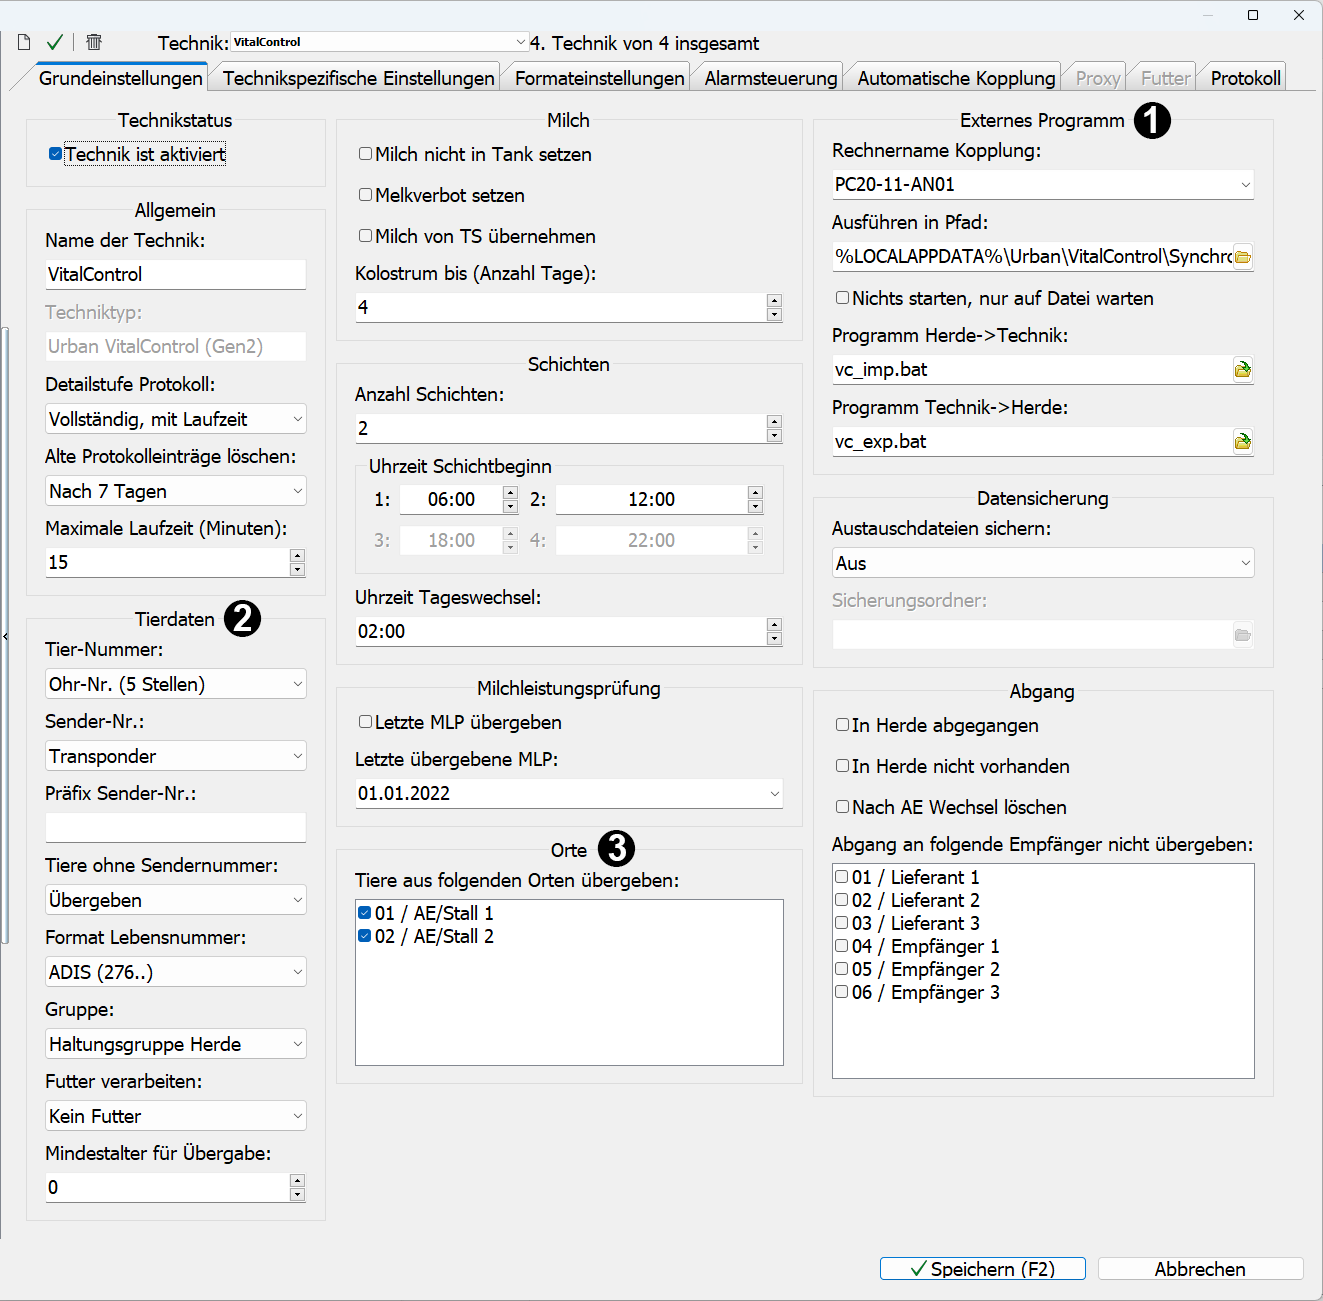 Technik: VitalControl 4. Technik von 4 insgesamt
Grundeinstellungen Technikspezifische Einstellungen Formateinstellungen Alarmsteuerung Automatische Kopplung Proxy Futter Protokoll
Technikstatus
Technik ist aktiviert
Allgemein
Name der Technik:
VitalControl
Techniktyp:
Urban VitalControl (Gen2)
Detailstufe Protokoll:
Vollständig, mit Laufzeit
Alte Protokolleinträge löschen:
Nach 7 Tagen
Maximale Laufzeit (Minuten):
15
Tierdaten 2
Tier-Nummer:
Ohr-Nr. (5 Stellen)
Sender-Nr.:
Transponder
Präfix Sender-Nr.:
Tiere ohne Sendernummer:
Übergeben
Format Lebensnummer:
ADIS (276..)
Gruppe:
Haltungsgruppe Herde
Futter verarbeiten:
Kein Futter
Mindestalter für Übergabe:
0
Milch
Milch nicht in Tank setzen
Melkverbot setzen
Milch von TS übernehmen
Kolostrum bis (Anzahl Tage):
4
Schichten
Anzahl Schichten:
2
Uhrzeit Schichtbeginn
1: 06:00 2: 12:00
3: 18:00 4: 22:00
Uhrzeit Tageswechsel:
02:00
Milchleistungsprüfung
Letzte MLP übergeben
Letzte übergebene MLP:
01.01.2022
Orte 3
Tiere aus folgenden Orten übergeben:
01 / AE/Stall 1
02 / AE/Stall 2
Externes Programm 1
Rechnername Kopplung:
PC20-11-AN01
Ausführen in Pfad:
%LOCALAPPDATA%\Urban\VitalControl\Synchro
Nichts starten, nur auf Datei warten
Programm Herde->Technik:
vc_imp.bat
Programm Technik->Herde:
vc_exp.bat
Datensicherung
Austauschdateien sichern:
Aus
Sicherungsordner:
Abgang
In Herde abgegangen
In Herde nicht vorhanden
Nach AE Wechsel löschen
Abgang an folgende Empfänger nicht übergeben:
01 / Lieferant 1
02 / Lieferant 2
03 / Lieferant 3
04 / Empfänger 1
05 / Empfänger 2
06 / Empfänger 3
Speichern (F2) Abbrechen